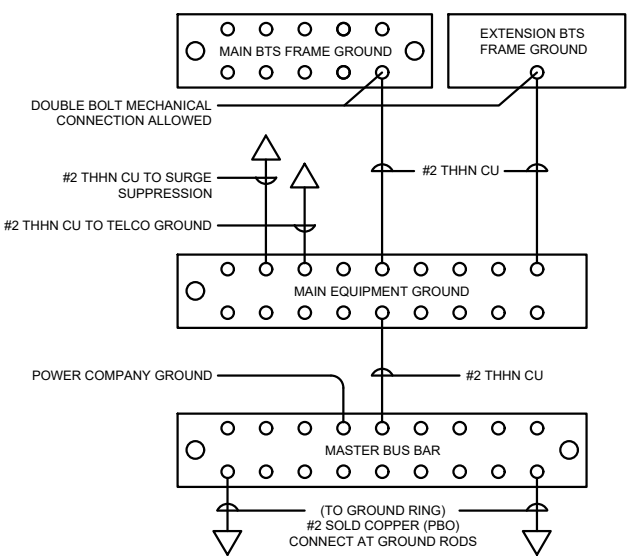 MAIN BTS FRAME GROUND
EXTENSION BTS
FRAME GROUND
DOUBLE BOLT MECHANICAL
CONNECTION ALLOWED
#2 THHN CU TO SURGE
SUPPRESSION
#2 THHN CU
#2 THHN CU TO TELCO GROUND
MAIN EQUIPMENT GROUND
POWER COMPANY GROUND
#2 THHN CU
MASTER BUS BAR
(TO GROUND RING)
#2 SOLD COPPER (PBO)
CONNECT AT GROUND RODS